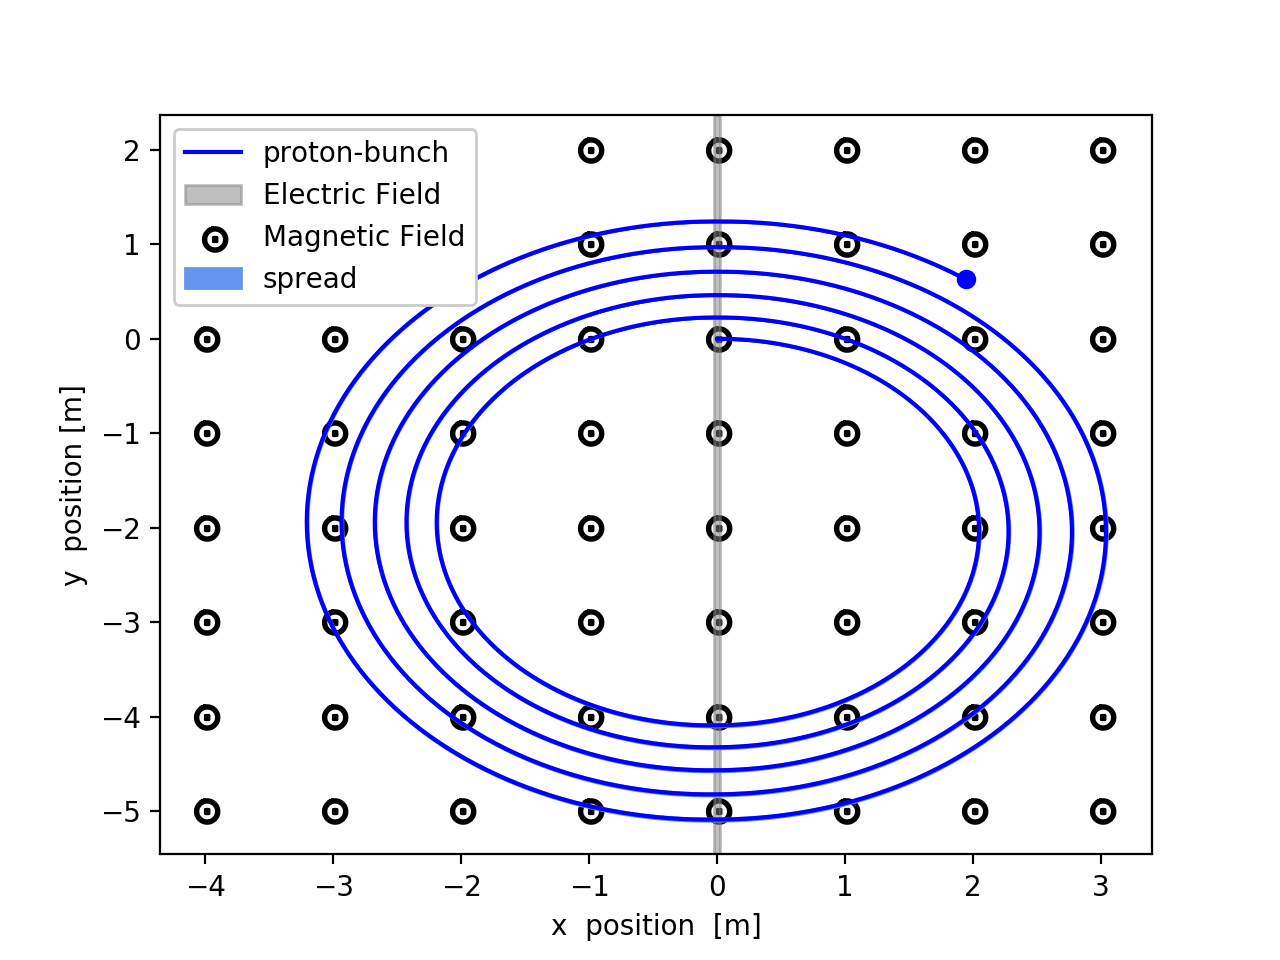 proton-bunch
Electric Field
Magnetic Field
spread
2
1
0
−1
−2
−3
−4
−5
y position [m]
−4 −3 −2 −1 0 1 2 3
x position [m]